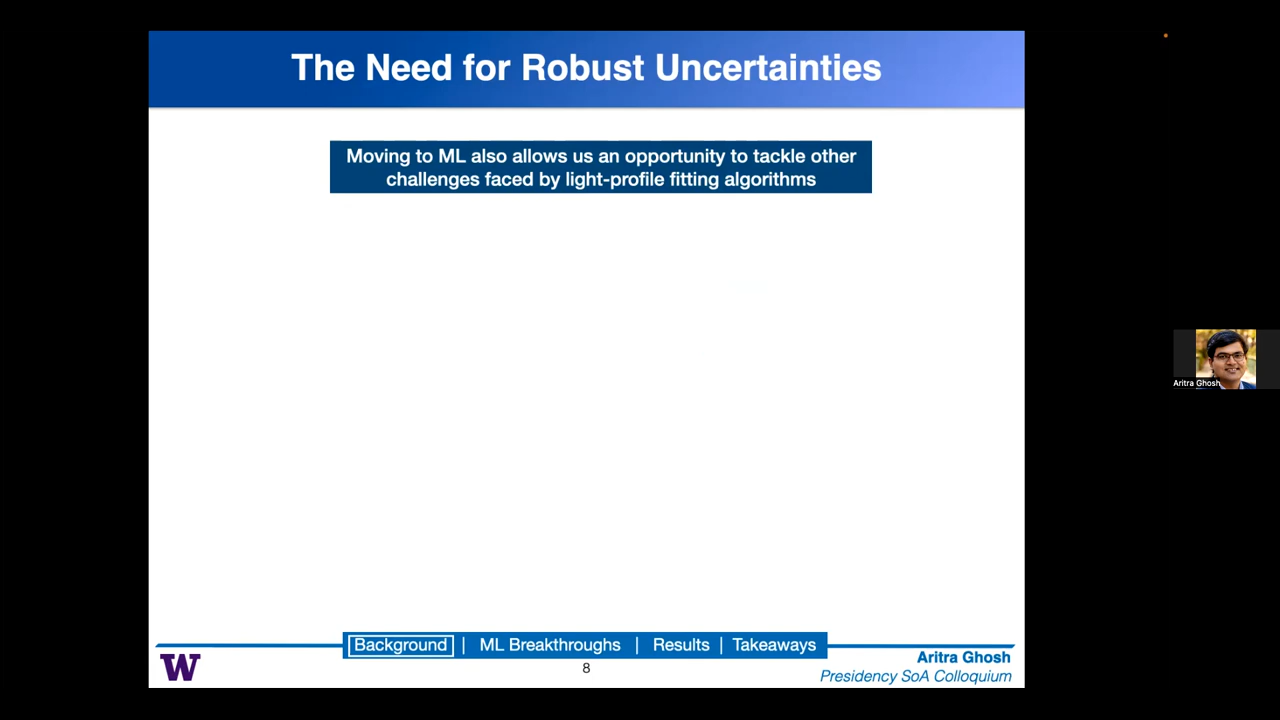 The Need for Robust Uncertainties
Moving to ML also allows us an opportunity to tackle other
challenges faced by light-profile fitting algorithms
Aritra Ghosh
Background | ML Breakthroughs | Results | Takeaways
8
W
Aritra Ghosh
Presidency SoA Colloquium